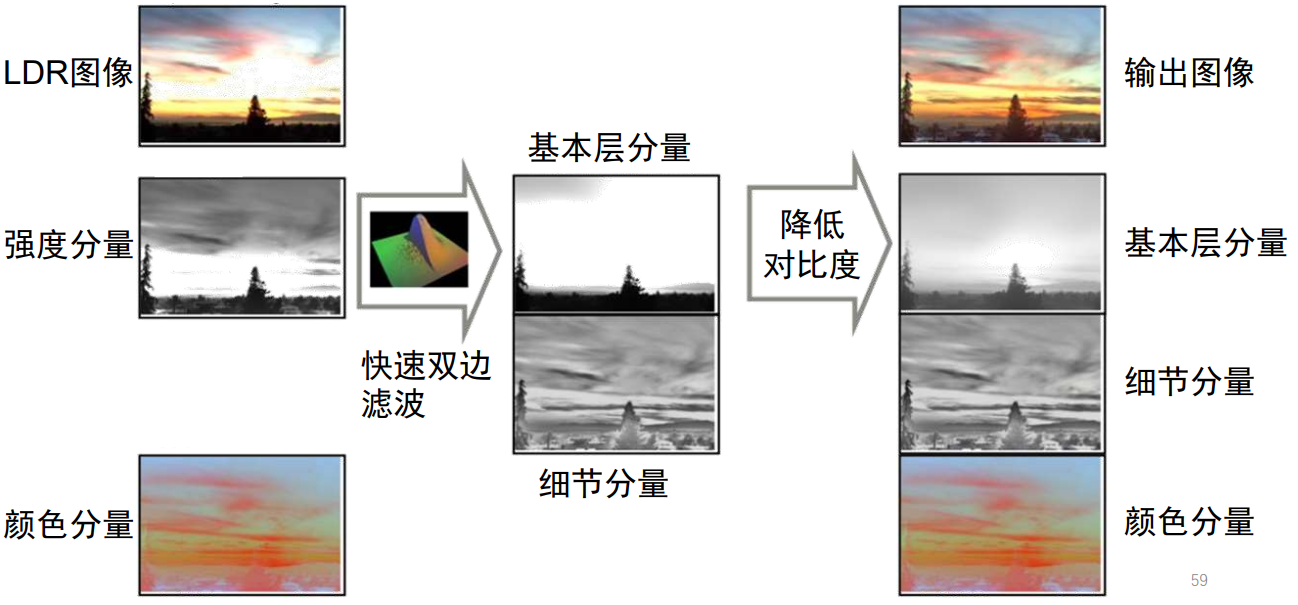 LDR图像
输出图像
基本层分量
强度分量
降低
对比度
基本层分量
快速双边
滤波
细节分量
细节分量
颜色分量
颜色分量
59